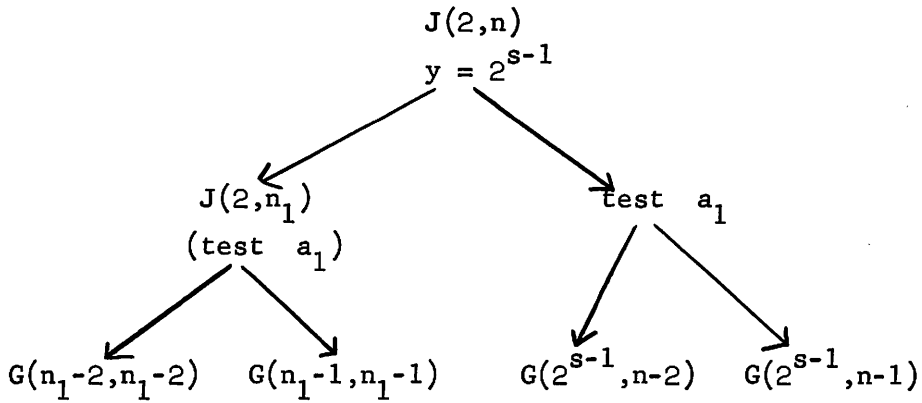 J(2,n)
y = 2^{s-1}
J(2,n_1)
(test a_1)
test a_1
G(n_1-2,n_1-2) G(n_1-1,n_1-1) G(2^{s-1},n-2) G(2^{s-1},n-1)